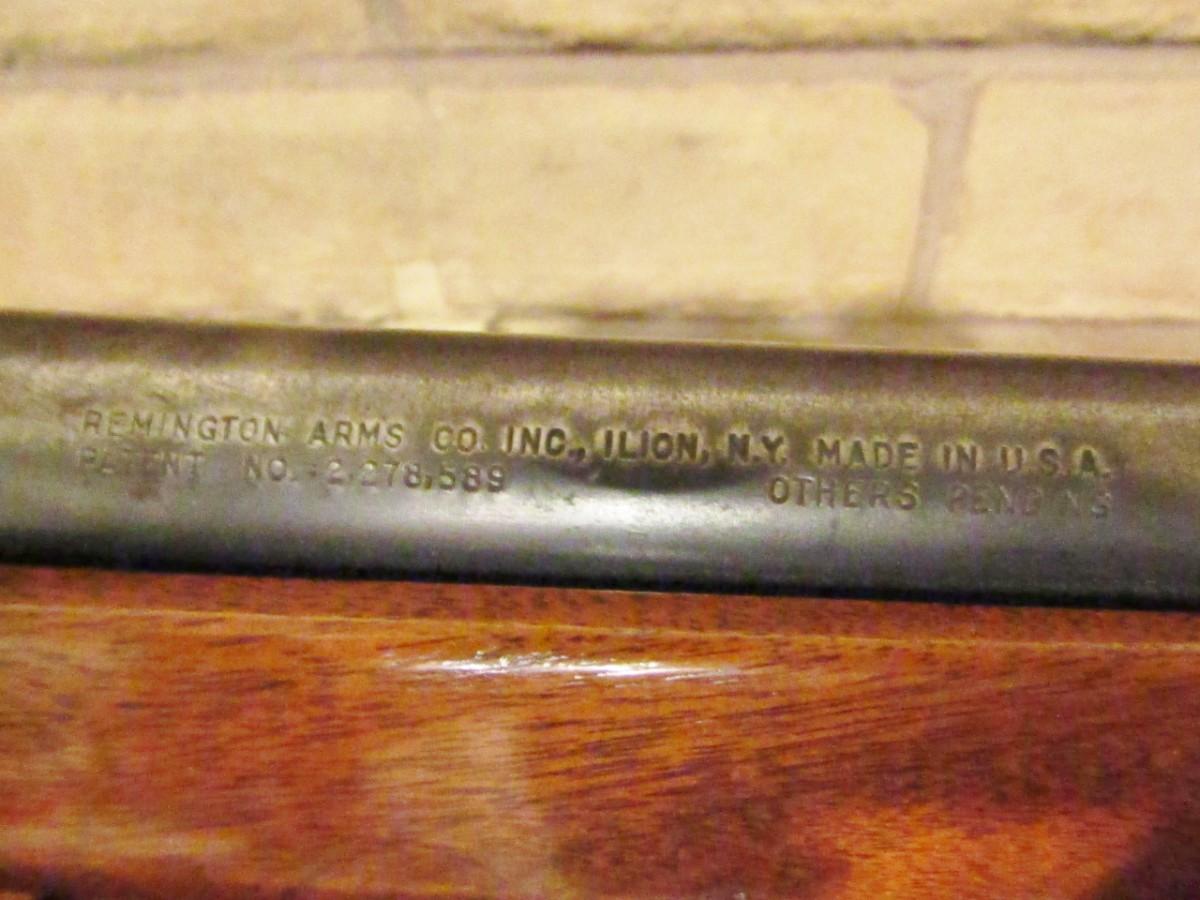 REMINGTON ARMS CO. INC., ILION, N.Y. MADE IN U.S.A.
PATENT NO. 2,278,589 OTHERS PENDING